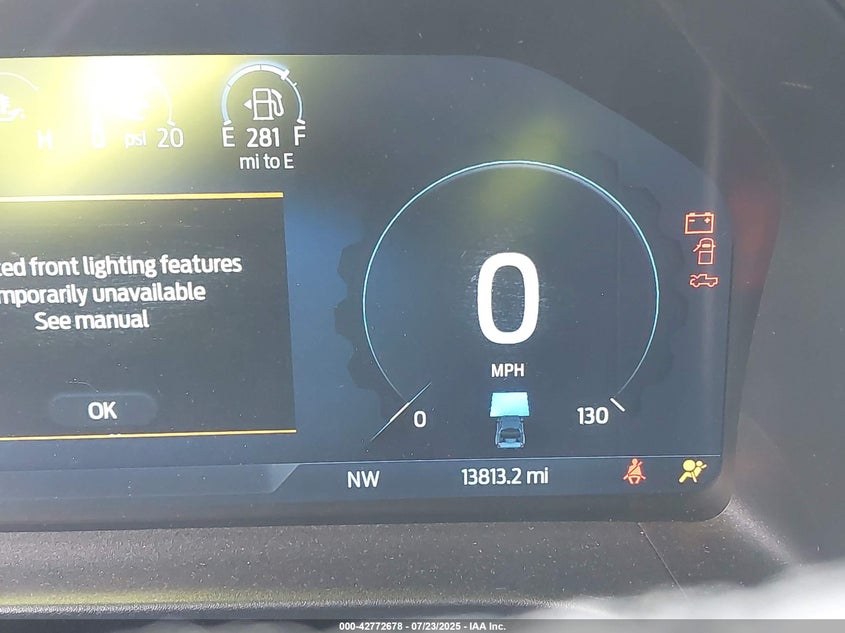 H 0 psi 20
E 281 F
mi to E
ed front lighting features
mporarily unavailable
See manual
OK
0
MPH
0 130
NW 13813.2 mi
000-42772678 - 07/23/2025 - IAA Inc.